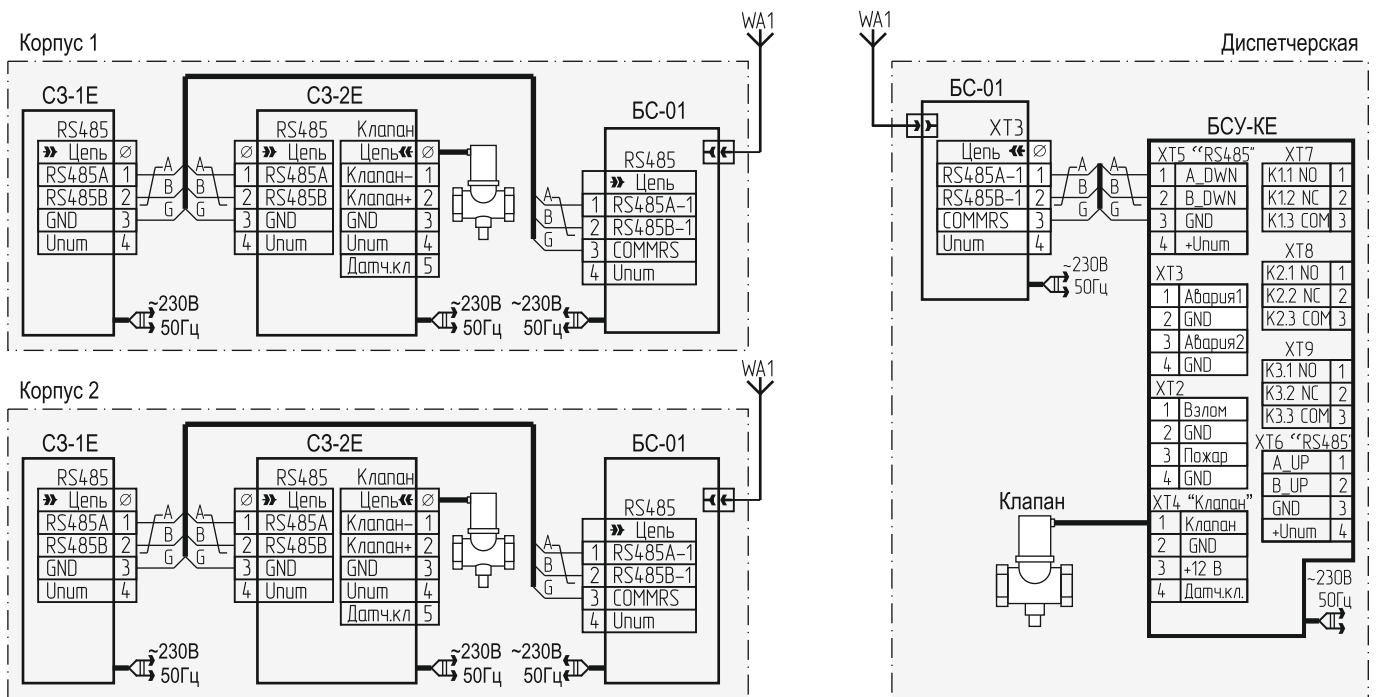 Корпус 1
WA1
СЗ-1Е
RS485
Цепь
RS485A 1
RS485B 2
GND 3
Uпит 4
A A
B B
G G
~230В
50Гц
СЗ-2Е
RS485
Цепь
1 RS485A
2 RS485B
3 GND
4 Uпит
Клапан
Цепь
Клапан- 1
Клапан+ 2
GND 3
Uпит 4
Датч.кл 5
~230В
50Гц
БС-01
RS485
Цепь
A
B
G
1 RS485A-1
2 RS485B-1
3 COMMRS
4 Uпит
~230В
50Гц
Корпус 2
WA1
СЗ-1Е
RS485
Цепь
RS485A 1
RS485B 2
GND 3
Uпит 4
A A
B B
G G
~230В
50Гц
СЗ-2Е
RS485
Цепь
1 RS485A
2 RS485B
3 GND
4 Uпит
Клапан
Цепь
Клапан- 1
Клапан+ 2
GND 3
Uпит 4
Датч.кл 5
~230В
50Гц
БС-01
RS485
Цепь
A
B
G
1 RS485A-1
2 RS485B-1
3 COMMRS
4 Uпит
~230В
50Гц
WA1
Диспетчерская
БС-01
XT3
Цепь
RS485A-1 1
RS485B-1 2
COMMRS 3
Uпит 4
A A
B B
G G
~230В
50Гц
БСУ-КЕ
XT5 “RS485”
1 A_DWN
2 B_DWN
3 GND
4 +Uпит
XT3
1 Авария1
2 GND
3 Авария2
4 GND
XT2
1 Взлом
2 GND
3 Пожар
4 GND
XT4 “Клапан”
1 Клапан
2 GND
3 +12 В
4 Датч.кл.
XT7
K1.1 NO 1
K1.2 NC 2
K1.3 COM 3
XT8
K2.1 NO 1
K2.2 NC 2
K2.3 COM 3
XT9
K3.1 NO 1
K3.2 NC 2
K3.3 COM 3
XT6 “RS485”
A_UP 1
B_UP 2
GND 3
+Uпит 4
Клапан
~230В
50Гц